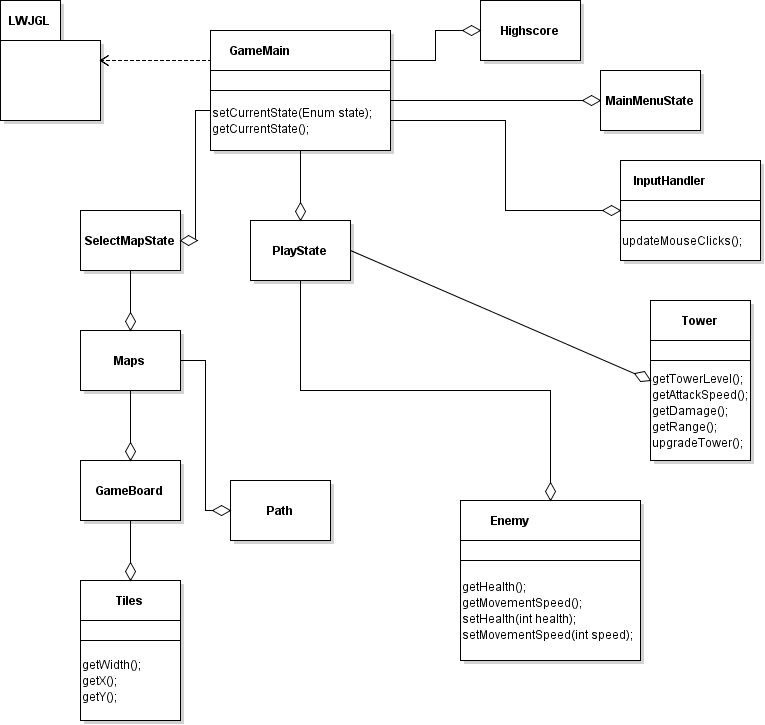 LWJGL
GameMain
setCurrentState(Enum state);
getCurrentState();
Highscore
MainMenuState
InputHandler
updateMouseClicks();
SelectMapState
PlayState
Tower
getTowerLevel();
getAttackSpeed();
getDamage();
getRange();
upgradeTower();
Maps
GameBoard
Path
Enemy
getHealth();
getMovementSpeed();
setHealth(int health);
setMovementSpeed(int speed);
Tiles
getWidth();
getX();
getY();